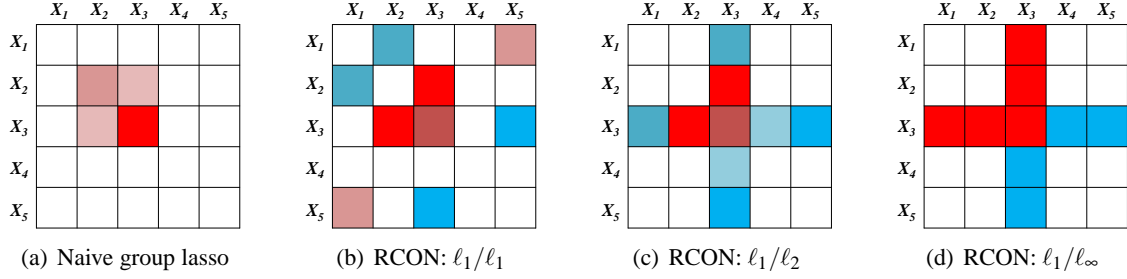 X1 X2 X3 X4 X5 X1 X2 X3 X4 X5 X1 X2 X3 X4 X5 X1 X2 X3 X4 X5
X1 X1 X1 X1
X2 X2 X2 X2
X3 X3 X3 X3
X4 X4 X4 X4
X5 X5 X5 X5
(a) Naive group lasso (b) RCON: ℓ1/ℓ1 (c) RCON: ℓ1/ℓ2 (d) RCON: ℓ1/ℓ∞